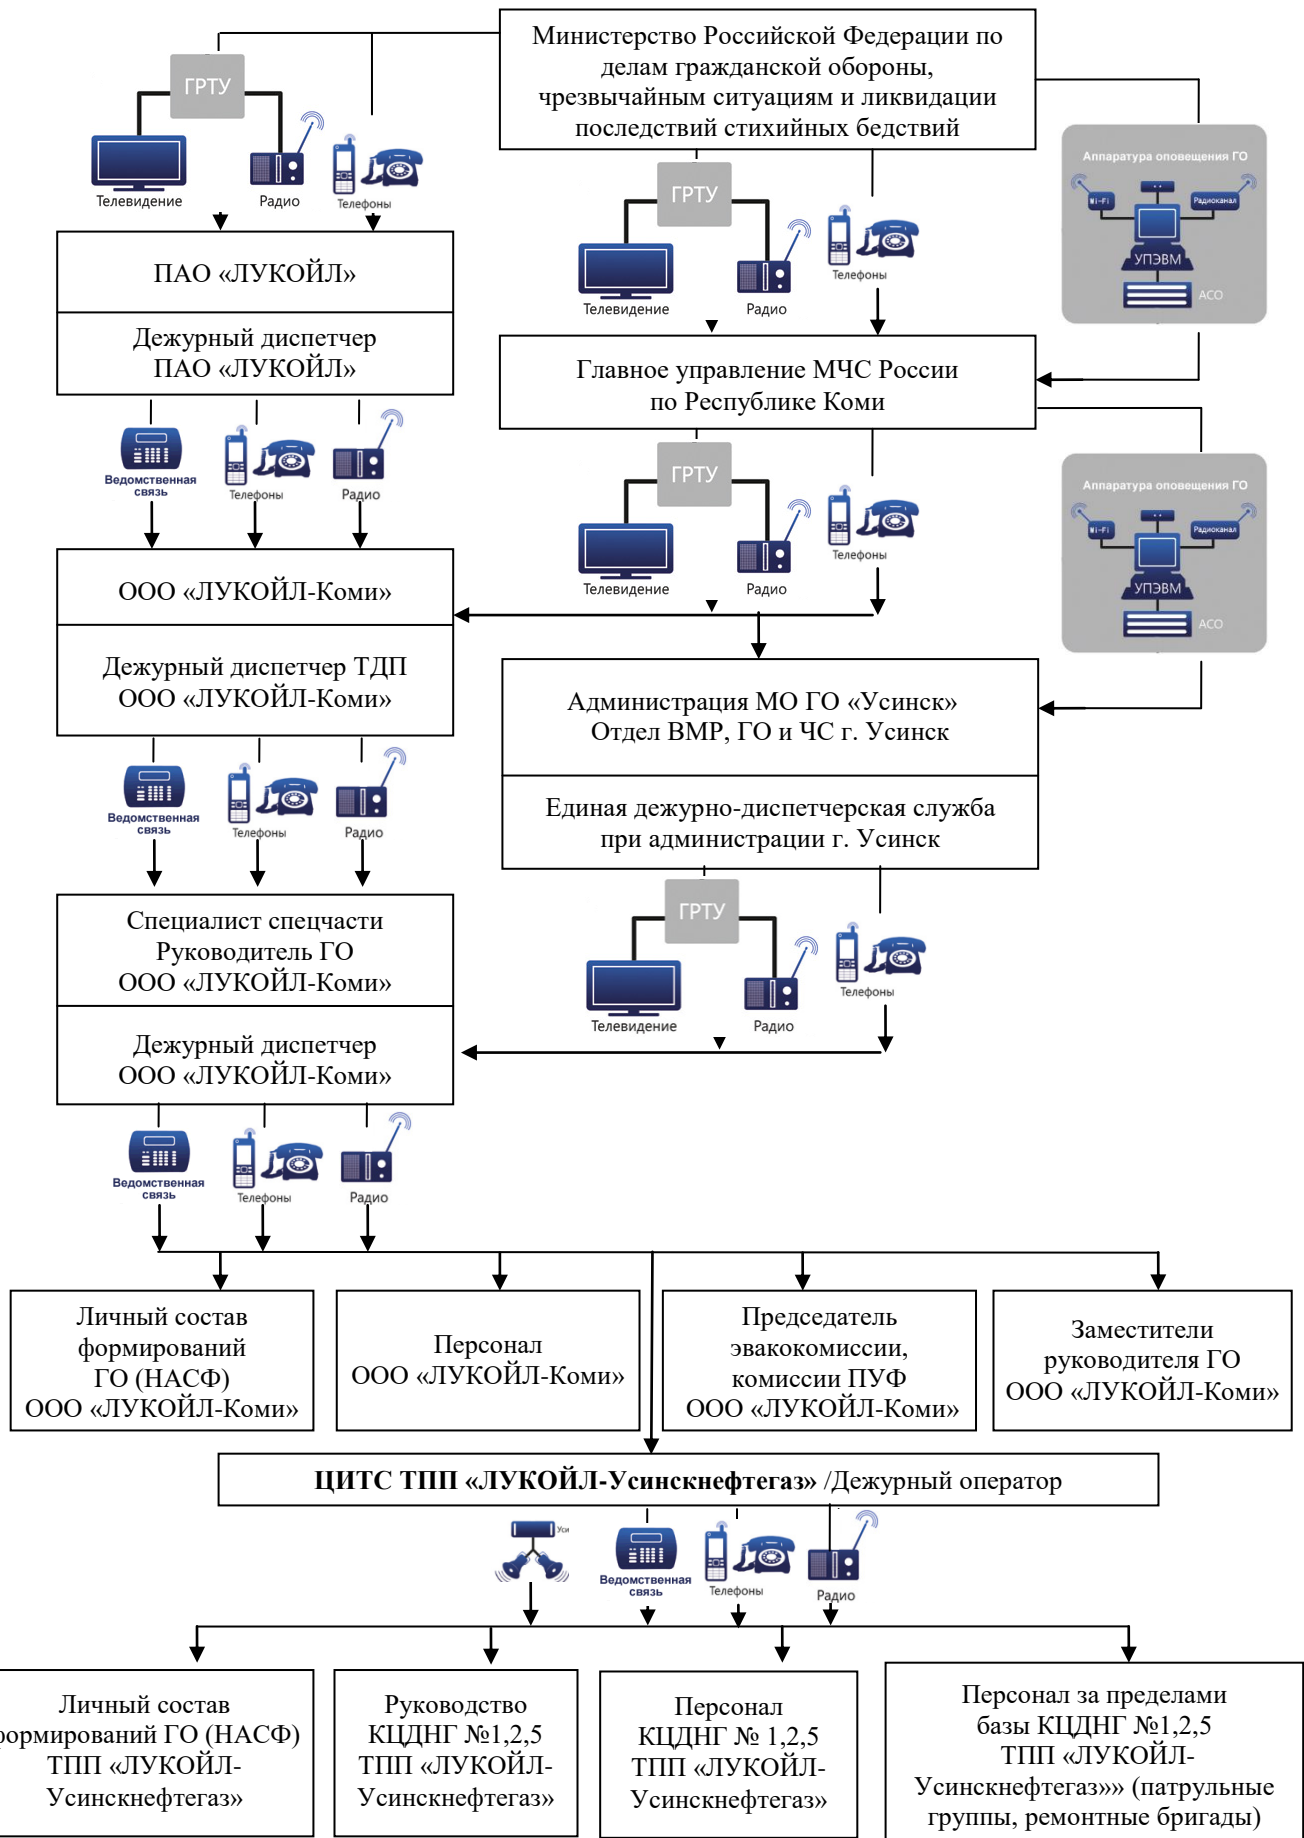 Министерство Российской Федерации по
делам гражданской обороны,
чрезвычайным ситуациям и ликвидации
последствий стихийных бедствий
ГРТУ
Телевидение
Радио
Телефоны
ГРТУ
Телевидение
Радио
Телефоны
Аппаратура оповещения ГО
Wi-Fi
Радиоканал
УПЭВМ
АСО
ПАО «ЛУКОЙЛ»
Дежурный диспетчер
ПАО «ЛУКОЙЛ»
Главное управление МЧС России
по Республике Коми
Ведомственная
связь
Телефоны
Радио
ГРТУ
Телевидение
Радио
Телефоны
Аппаратура оповещения ГО
Wi-Fi
Радиоканал
УПЭВМ
АСО
ООО «ЛУКОЙЛ-Коми»
Дежурный диспетчер ТДП
ООО «ЛУКОЙЛ-Коми»
Администрация МО ГО «Усинск»
Отдел ВМР, ГО и ЧС г. Усинск
Единая дежурно-диспетчерская служба
при администрации г. Усинск
Ведомственная
связь
Телефоны
Радио
ГРТУ
Телевидение
Радио
Телефоны
Специалист спецчасти
Руководитель ГО
ООО «ЛУКОЙЛ-Коми»
Дежурный диспетчер
ООО «ЛУКОЙЛ-Коми»
Ведомственная
связь
Телефоны
Радио
Личный состав
формирований
ГО (НАСФ)
ООО «ЛУКОЙЛ-Коми»
Персонал
ООО «ЛУКОЙЛ-Коми»
Председатель
эвакокомиссии,
комиссии ПУФ
ООО «ЛУКОЙЛ-Коми»
Заместители
руководителя ГО
ООО «ЛУКОЙЛ-Коми»
ЦИТС ТПП «ЛУКОЙЛ-Усинскнефтегаз» /Дежурный оператор
Уси
Ведомственная
связь
Телефоны
Радио
Личный состав
формирований ГО (НАСФ)
ТПП «ЛУКОЙЛ-
Усинскнефтегаз»
Руководство
КЦДНГ №1,2,5
ТПП «ЛУКОЙЛ-
Усинскнефтегаз»
Персонал
КЦДНГ № 1,2,5
ТПП «ЛУКОЙЛ-
Усинскнефтегаз»
Персонал за пределами
базы КЦДНГ №1,2,5
ТПП «ЛУКОЙЛ-
Усинскнефтегаз»» (патрульные
группы, ремонтные бригады)